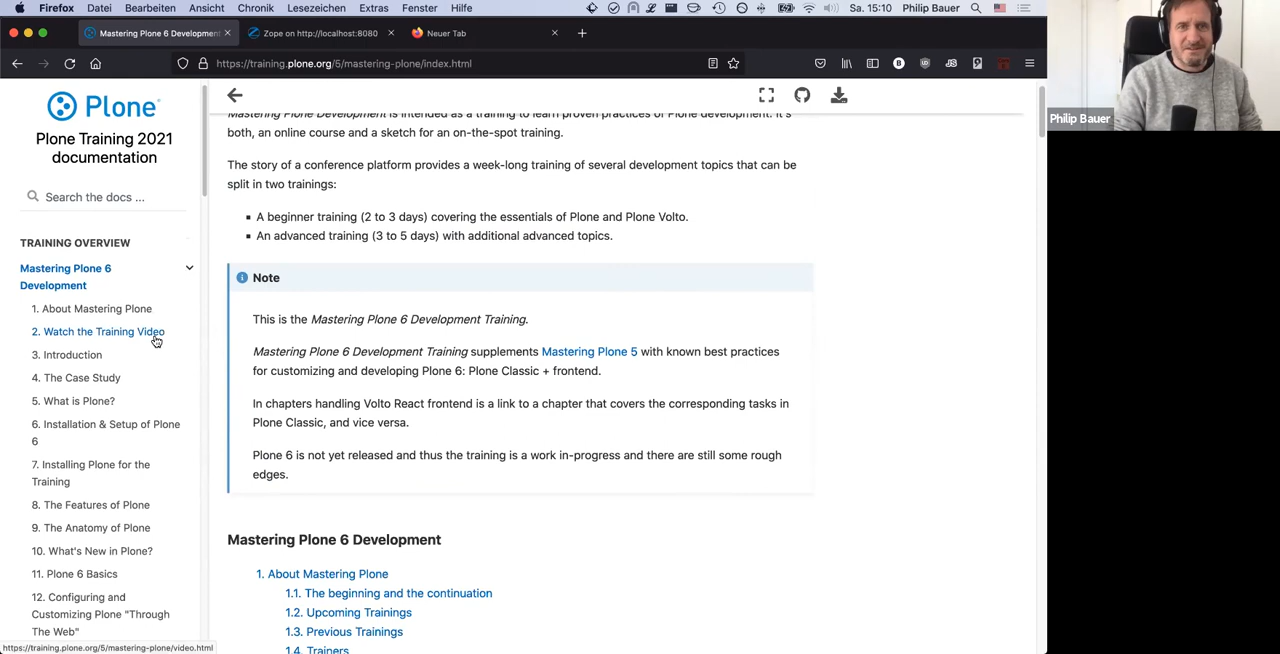 Firefox Datei Bearbeiten Ansicht Chronik Lesezeichen Extras Fenster Hilfe Sa. 15:10 Philip Bauer
Mastering Plone 6 Development
Zope on http://localhost:8080
Neuer Tab
https://training.plone.org/5/mastering-plone/index.html
Plone
Plone Training 2021
documentation
Search the docs ...
TRAINING OVERVIEW
Mastering Plone 6
Development
1. About Mastering Plone
2. Watch the Training Video
3. Introduction
4. The Case Study
5. What is Plone?
6. Installation & Setup of Plone
6
7. Installing Plone for the
Training
8. The Features of Plone
9. The Anatomy of Plone
10. What's New in Plone?
11. Plone 6 Basics
12. Configuring and
Customizing Plone "Through
The Web"
https://training.plone.org/5/mastering-plone/video.html
Mastering Plone Development is intended as a training to learn proven practices of Plone development. It's
both, an online course and a sketch for an on-the-spot training.
The story of a conference platform provides a week-long training of several development topics that can be
split in two trainings:
▪ A beginner training (2 to 3 days) covering the essentials of Plone and Plone Volto.
▪ An advanced training (3 to 5 days) with additional advanced topics.
Note
This is the Mastering Plone 6 Development Training.
Mastering Plone 6 Development Training supplements Mastering Plone 5 with known best practices
for customizing and developing Plone 6: Plone Classic + frontend.
In chapters handling Volto React frontend is a link to a chapter that covers the corresponding tasks in
Plone Classic, and vice versa.
Plone 6 is not yet released and thus the training is a work in-progress and there are still some rough
edges.
Mastering Plone 6 Development
1. About Mastering Plone
1.1. The beginning and the continuation
1.2. Upcoming Trainings
1.3. Previous Trainings
1.4. Trainers
Philip Bauer